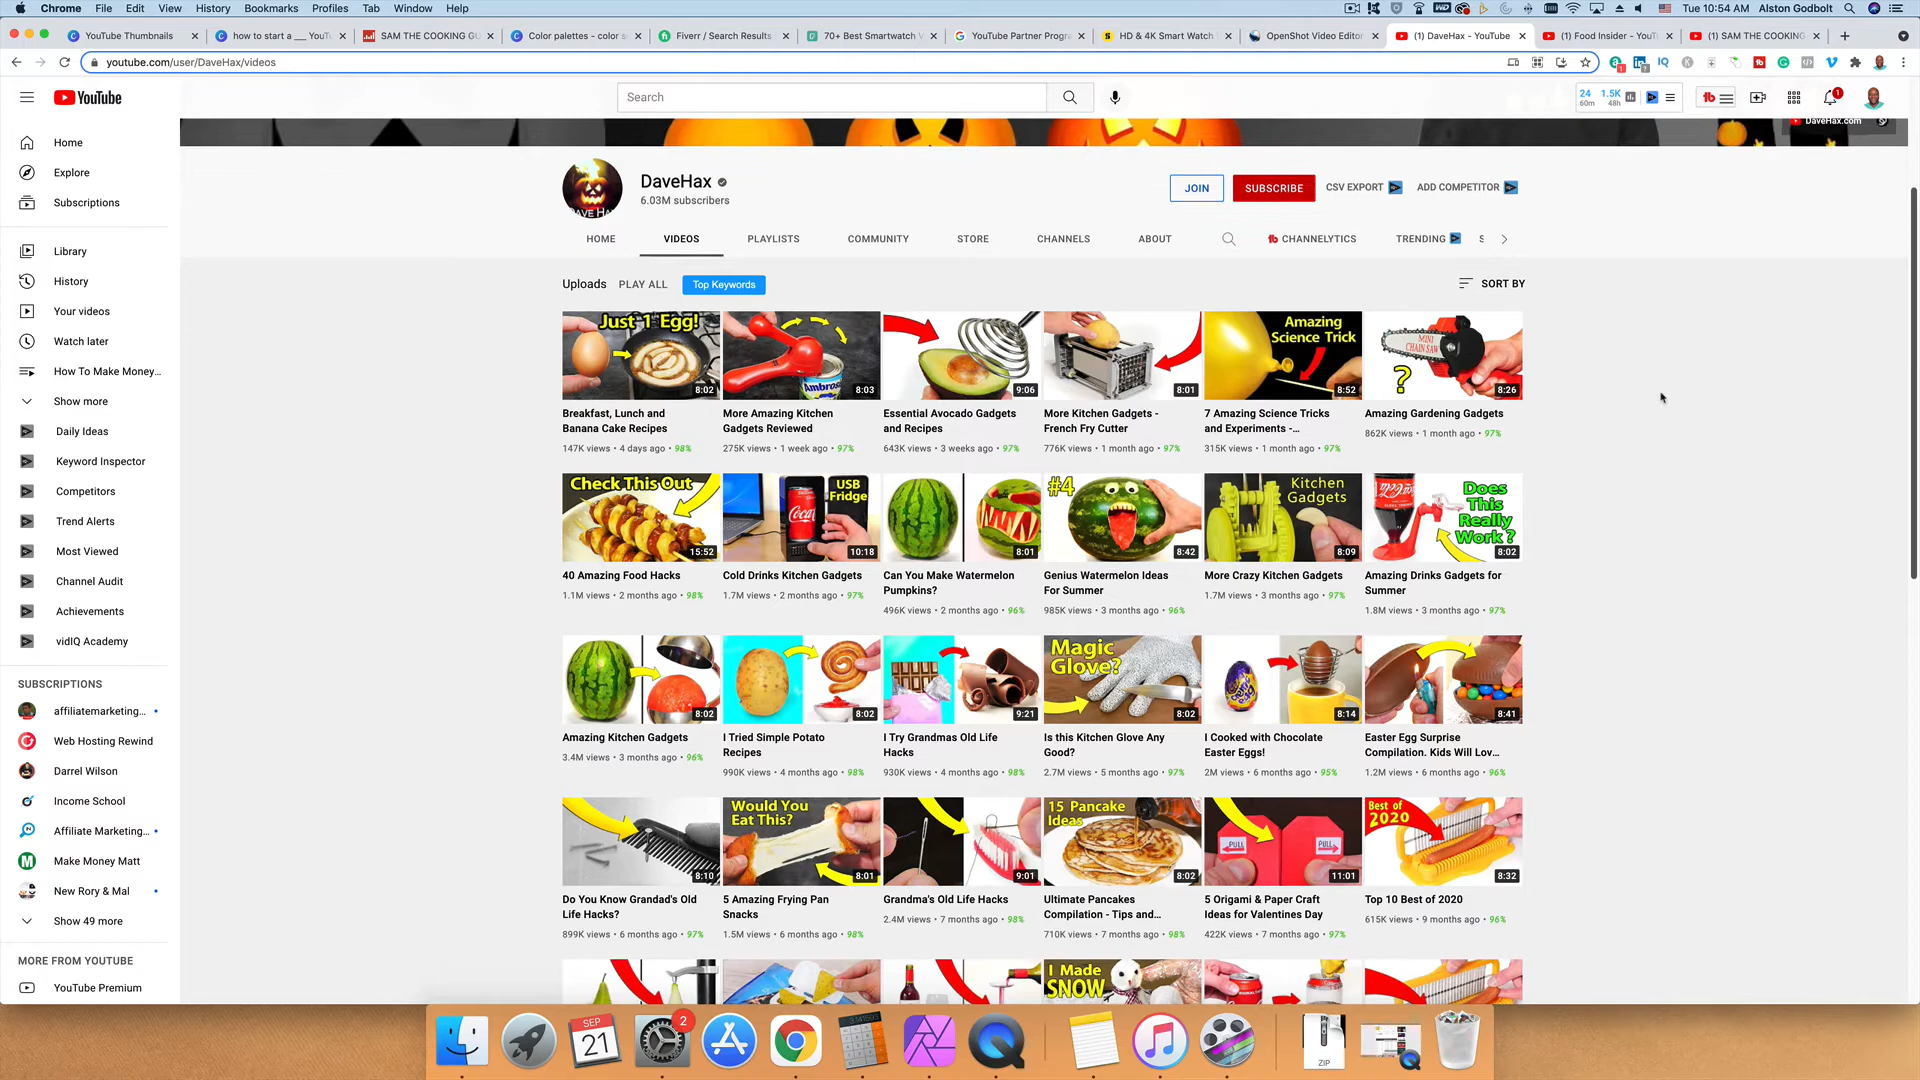 Chrome File Edit View History Bookmarks Profiles Tab Window Help
Tue 10:54 AM Alston Godbolt
YouTube Thumbnails
how to start a ___ YouT
SAM THE COOKING GU
Color palettes - color s
Fiverr / Search Results
70+ Best Smartwatch V
YouTube Partner Progra
HD & 4K Smart Watch
OpenShot Video Editor
(1) DaveHax - YouTube
(1) Food Insider - YouTu
(1) SAM THE COOKING
youtube.com/user/DaveHax/videos
YouTube
Search
24 1.5K
60m 48h
1
DaveHax.com
Home
Explore
Subscriptions
Library
History
Your videos
Watch later
How To Make Money...
Show more
Daily Ideas
Keyword Inspector
Competitors
Trend Alerts
Most Viewed
Channel Audit
Achievements
vidIQ Academy
SUBSCRIPTIONS
affiliatemarketing...
Web Hosting Rewind
Darrel Wilson
Income School
Affiliate Marketing...
Make Money Matt
New Rory & Mal
Show 49 more
MORE FROM YOUTUBE
YouTube Premium
DaveHax
6.03M subscribers
JOIN SUBSCRIBE CSV EXPORT ADD COMPETITOR
HOME VIDEOS PLAYLISTS COMMUNITY STORE CHANNELS ABOUT CHANNELYTICS TRENDING S
Uploads PLAY ALL Top Keywords SORT BY
Just 1 Egg!
8:02
Breakfast, Lunch and
Banana Cake Recipes
147K views • 4 days ago • 98%
Ambros
8:03
More Amazing Kitchen
Gadgets Reviewed
275K views • 1 week ago • 97%
9:06
Essential Avocado Gadgets
and Recipes
643K views • 3 weeks ago • 97%
8:01
More Kitchen Gadgets -
French Fry Cutter
776K views • 1 month ago • 97%
Amazing
Science Trick
8:52
7 Amazing Science Tricks
and Experiments -...
315K views • 1 month ago • 97%
MINI
CHAIN SAW
?
8:26
Amazing Gardening Gadgets
862K views • 1 month ago • 97%
Check This Out
15:52
40 Amazing Food Hacks
1.1M views • 2 months ago • 98%
USB
Fridge
10:18
Cold Drinks Kitchen Gadgets
1.7M views • 2 months ago • 97%
8:01
Can You Make Watermelon
Pumpkins?
496K views • 2 months ago • 96%
#4
8:42
Genius Watermelon Ideas
For Summer
985K views • 3 months ago • 96%
Kitchen
Gadgets
8:09
More Crazy Kitchen Gadgets
1.7M views • 3 months ago • 97%
Does
This
Really
Work?
8:02
Amazing Drinks Gadgets for
Summer
1.8M views • 3 months ago • 97%
8:02
Amazing Kitchen Gadgets
3.4M views • 3 months ago • 96%
8:02
I Tried Simple Potato
Recipes
990K views • 4 months ago • 98%
9:21
I Try Grandmas Old Life
Hacks
930K views • 4 months ago • 98%
Magic
Glove?
8:02
Is this Kitchen Glove Any
Good?
2.7M views • 5 months ago • 97%
8:14
I Cooked with Chocolate
Easter Eggs!
2M views • 6 months ago • 95%
8:41
Easter Egg Surprise
Compilation. Kids Will Lov...
1.2M views • 6 months ago • 96%
8:10
Do You Know Grandad's Old
Life Hacks?
899K views • 6 months ago • 97%
Would You
Eat This?
8:01
5 Amazing Frying Pan
Snacks
1.5M views • 6 months ago • 98%
9:01
Grandma's Old Life Hacks
2.4M views • 7 months ago • 98%
15 Pancake
Ideas
8:02
Ultimate Pancakes
Compilation - Tips and...
710K views • 7 months ago • 98%
PULL PULL
11:01
5 Origami & Paper Craft
Ideas for Valentines Day
422K views • 7 months ago • 97%
Best of
2020
8:32
Top 10 Best of 2020
615K views • 9 months ago • 96%
I Made
SNOW
SEP
21
2
ZIP